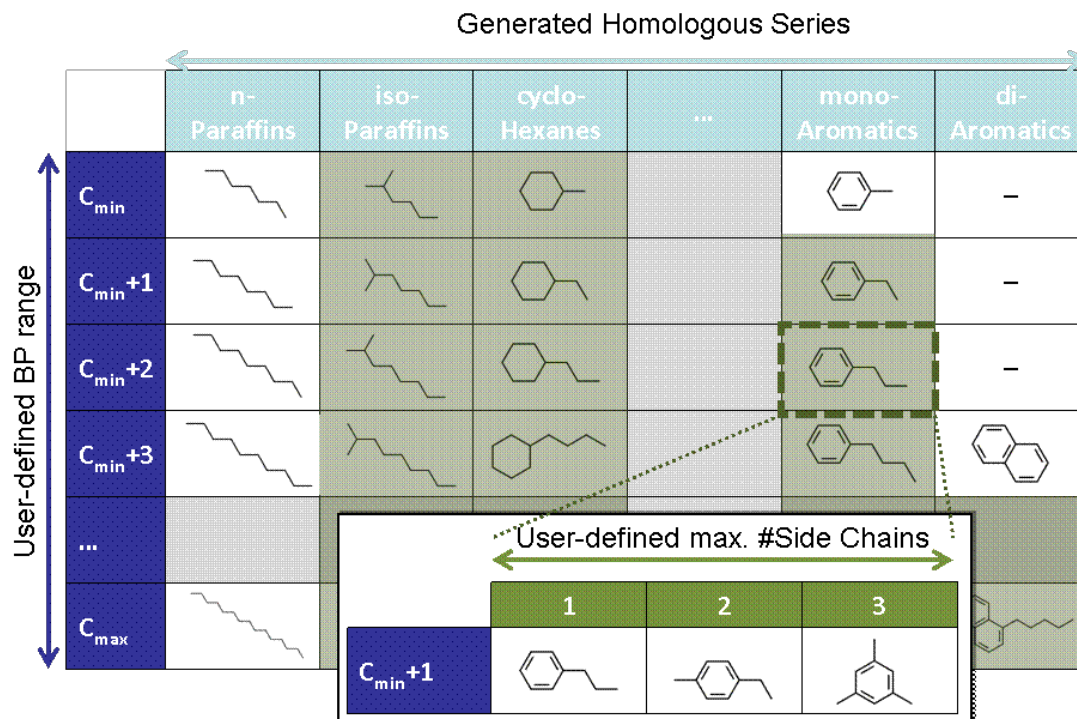 Generated Homologous Series
n-
Paraffins
iso-
Paraffins
cyclo-
Hexanes
...
mono-
Aromatics
di-
Aromatics
User-defined BP range
Cmin
–
Cmin+1
–
Cmin+2
–
Cmin+3
...
Cmax
User-defined max. #Side Chains
1
2
3
Cmin+1